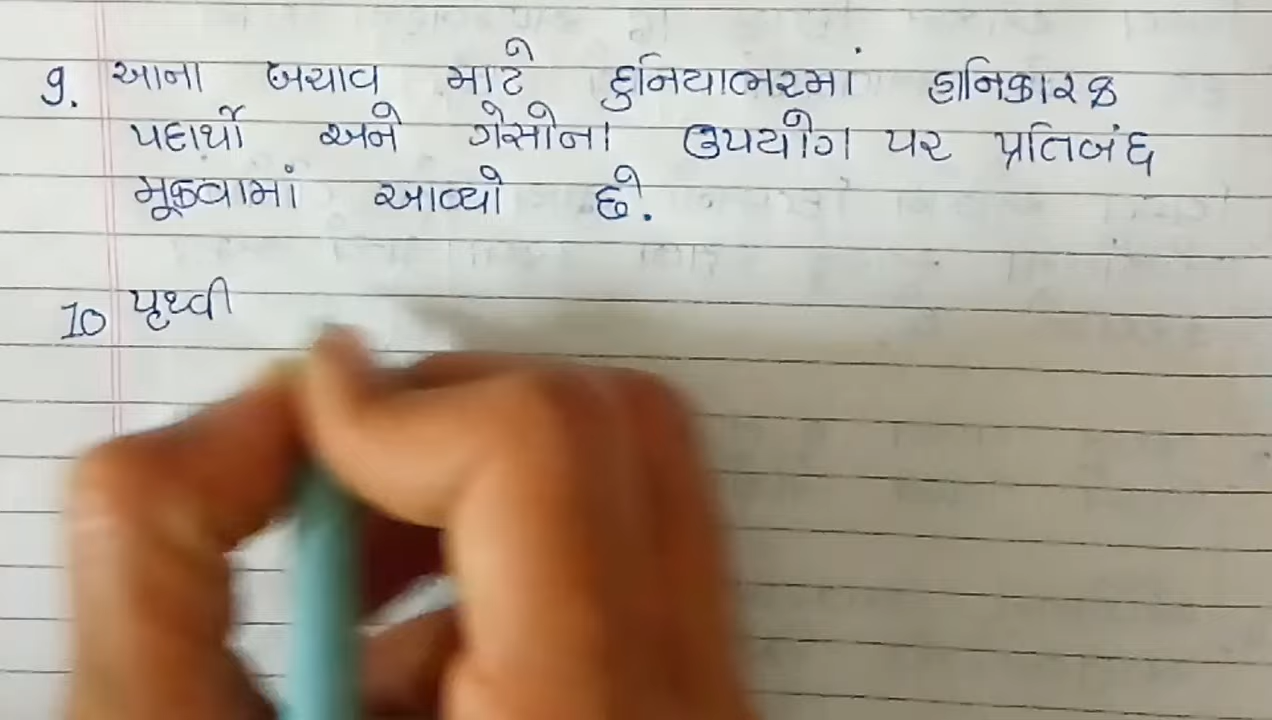 9. આના બચાવ માટે દુનિયાભરમાં હાનિકારક
પદાર્થો અને ગેસોના ઉપયોગ પર પ્રતિબંધ
મૂકવામાં આવ્યો છે.
10 પૃથ્વી